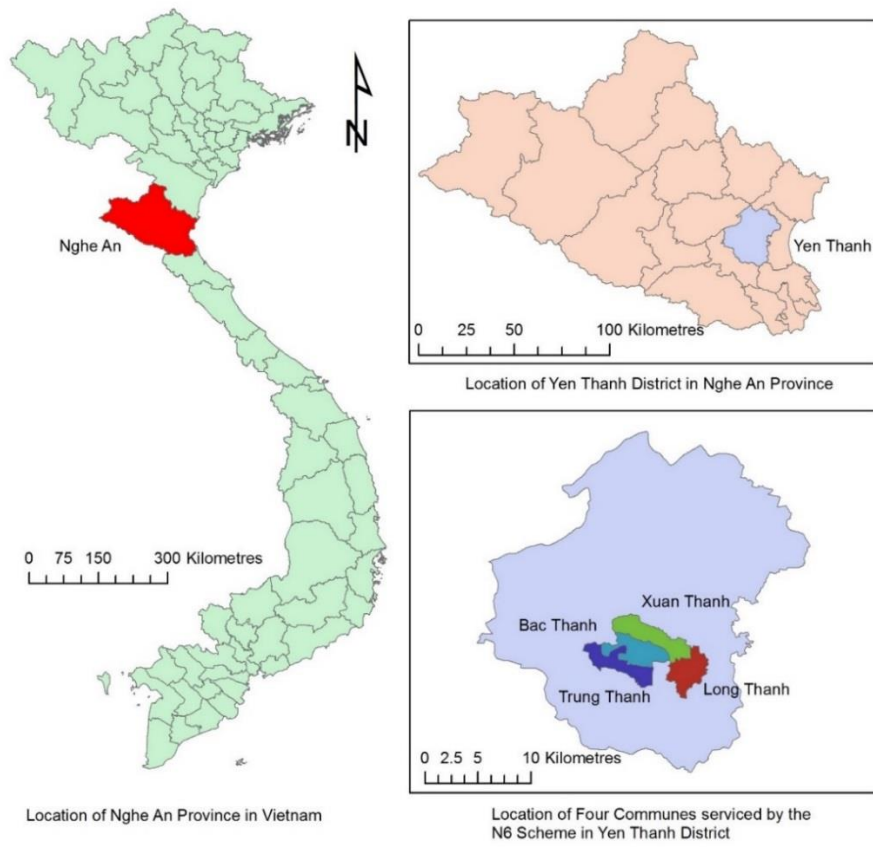 N
Nghe An
0 75 150 300 Kilometres
Location of Nghe An Province in Vietnam
Yen Thanh
0 25 50 100 Kilometres
Location of Yen Thanh District in Nghe An Province
Xuan Thanh
Bac Thanh
Trung Thanh
Long Thanh
0 2.5 5 10 Kilometres
Location of Four Communes serviced by the
N6 Scheme in Yen Thanh District